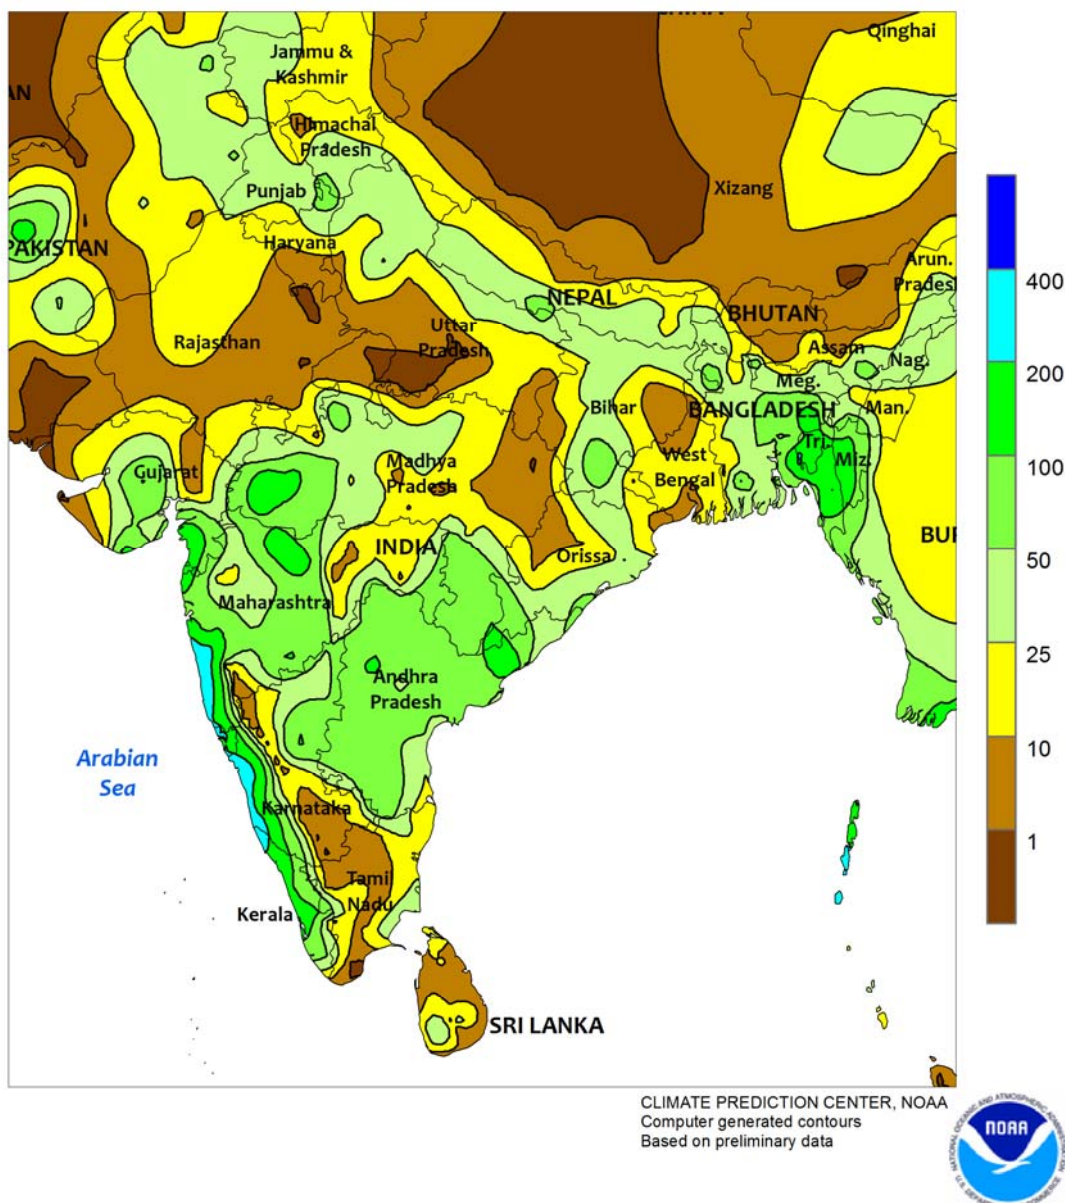 CHINA
Qinghai
Jammu &
Kashmir
AN
Himachal
Pradesh
Punjab
Xizang
Haryana
PAKISTAN
Arun.
Pradesh
NEPAL
BHUTAN
Rajasthan
Uttar
Pradesh
Assam
Nag.
Meg.
Bihar
BANGLADESH
Man.
Tri.
Miz.
Gujarat
Madhya
Pradesh
West
Bengal
INDIA
Orissa
BUR
Maharashtra
Andhra
Pradesh
Arabian
Sea
Karnataka
Tamil
Nadu
Kerala
SRI LANKA
400
200
100
50
25
10
1
CLIMATE PREDICTION CENTER, NOAA
Computer generated contours
Based on preliminary data
NOAA